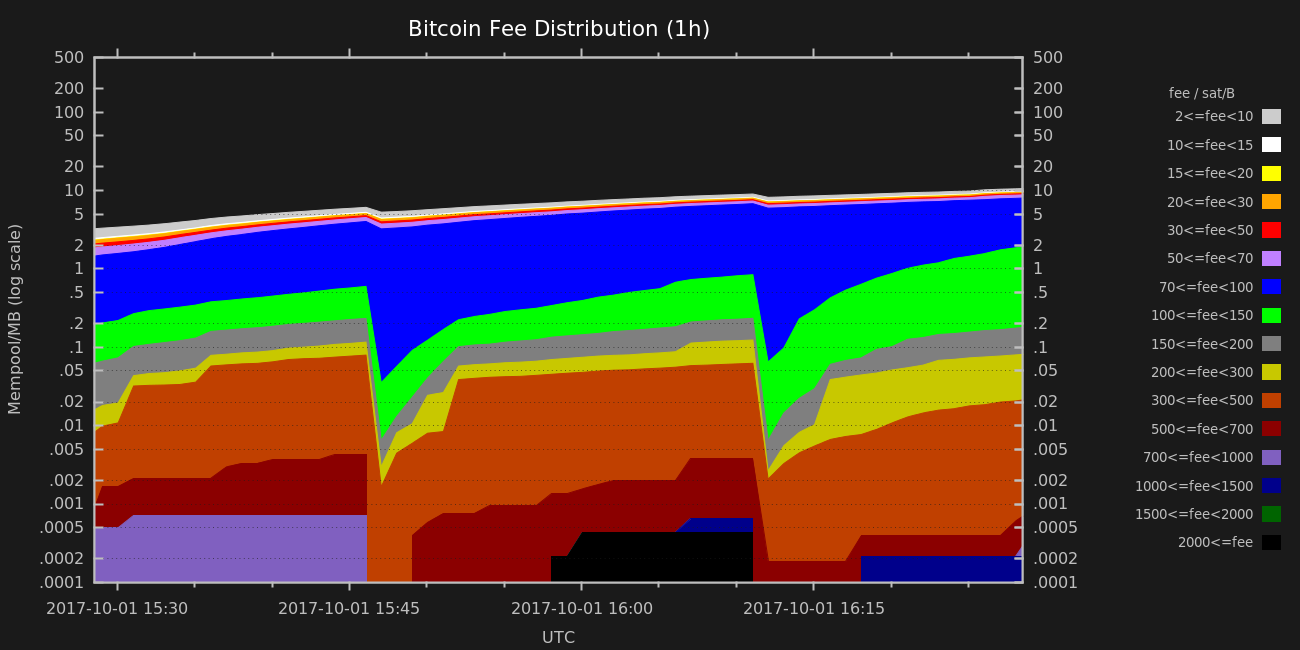 Bitcoin Fee Distribution (1h)
500
200
100
50
20
10
5
2
1
.5
.2
.1
.05
.02
.01
.005
.002
.001
.0005
.0002
.0001
Mempool/MB (log scale)
500
200
100
50
20
10
5
2
1
.5
.2
.1
.05
.02
.01
.005
.002
.001
.0005
.0002
.0001
2017-10-01 15:30
2017-10-01 15:45
2017-10-01 16:00
2017-10-01 16:15
UTC
fee / sat/B
2<=fee<10
10<=fee<15
15<=fee<20
20<=fee<30
30<=fee<50
50<=fee<70
70<=fee<100
100<=fee<150
150<=fee<200
200<=fee<300
300<=fee<500
500<=fee<700
700<=fee<1000
1000<=fee<1500
1500<=fee<2000
2000<=fee